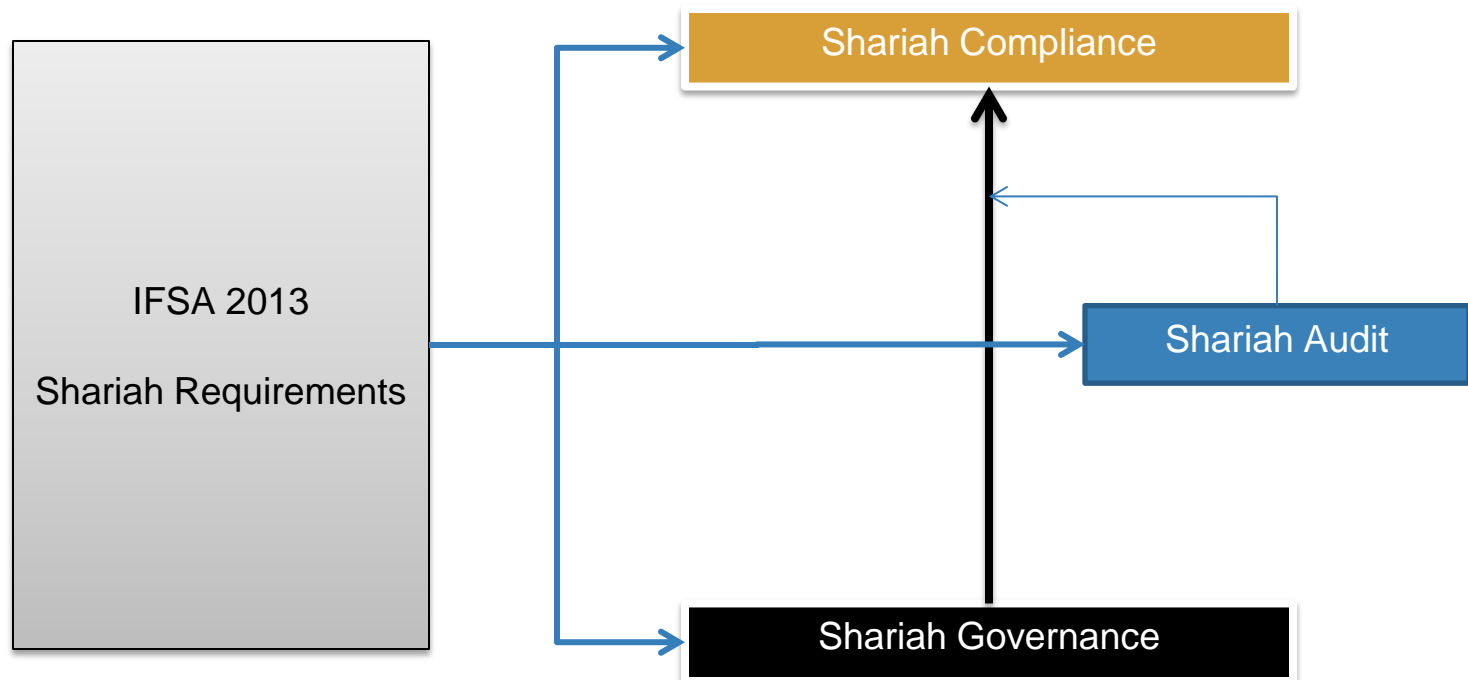 Shariah Compliance
IFSA 2013
Shariah Requirements
Shariah Audit
Shariah Governance